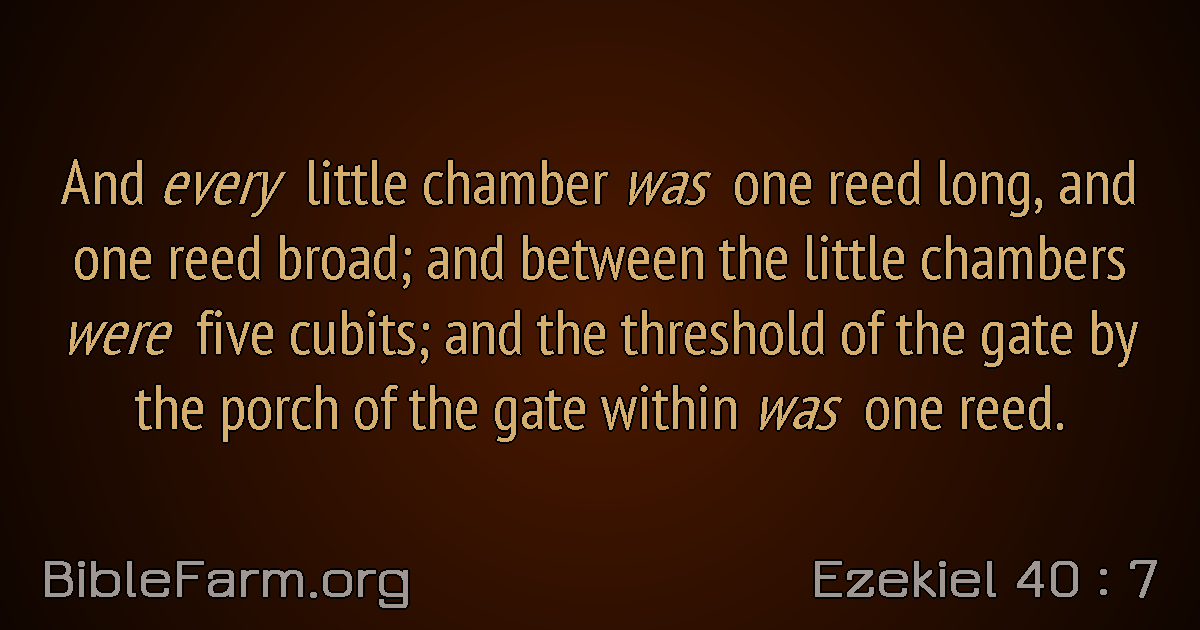 And every little chamber was one reed long, and
one reed broad; and between the little chambers
were five cubits; and the threshold of the gate by
the porch of the gate within was one reed.
BibleFarm.org
Ezekiel 40 : 7